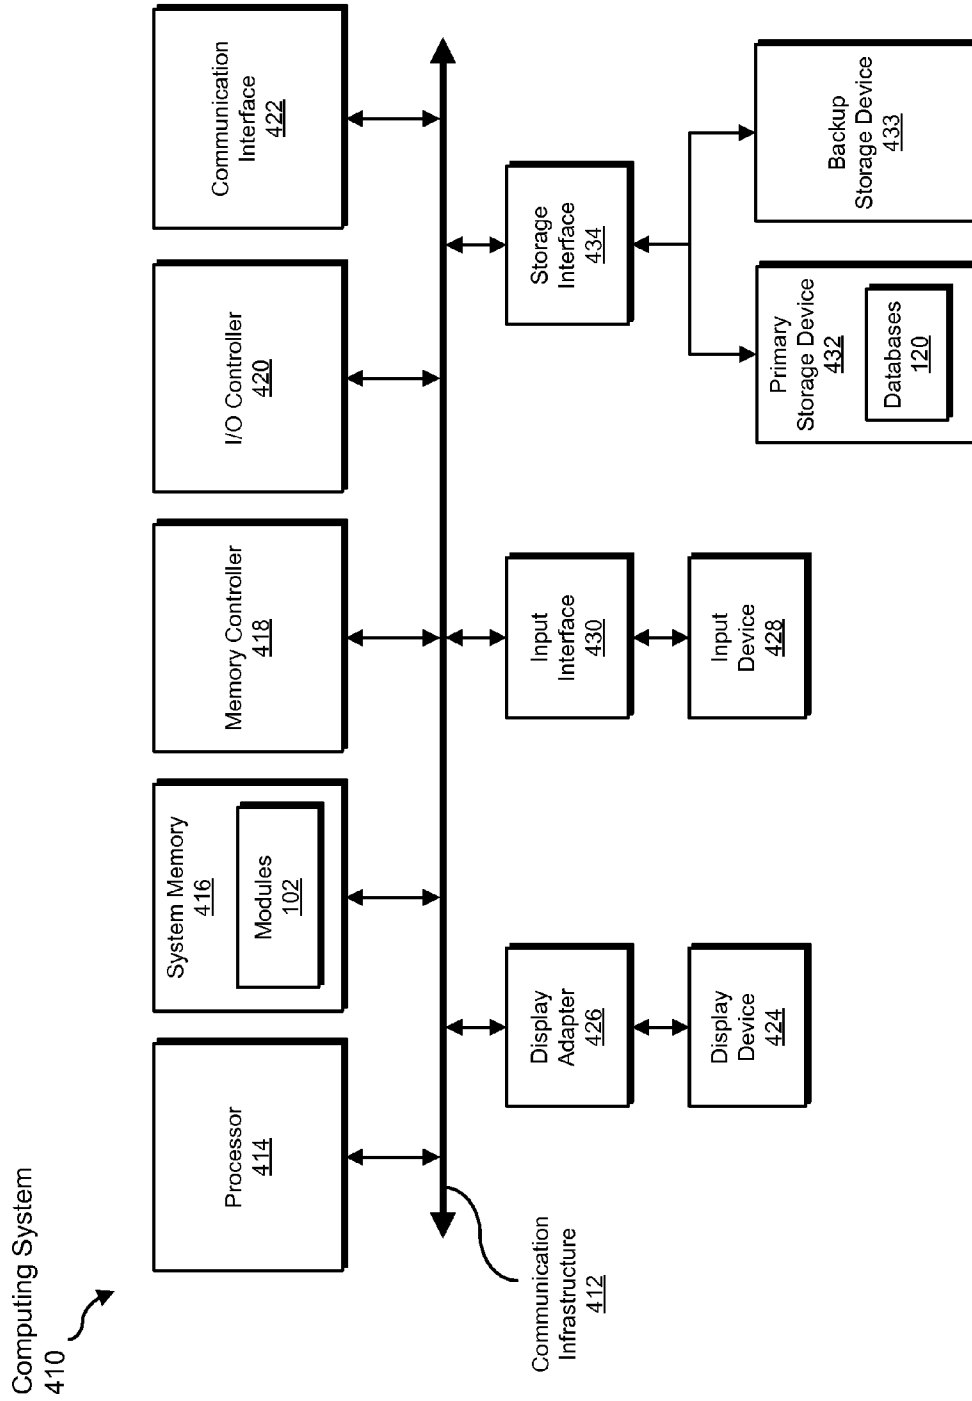 Computing System
410
Processor
414
System Memory
416
Modules
102
Memory Controller
418
I/O Controller
420
Communication
Interface
422
Communication
Infrastructure
412
Display
Adapter
426
Input
Interface
430
Storage
Interface
434
Display
Device
424
Input
Device
428
Primary
Storage Device
432
Databases
120
Backup
Storage Device
433